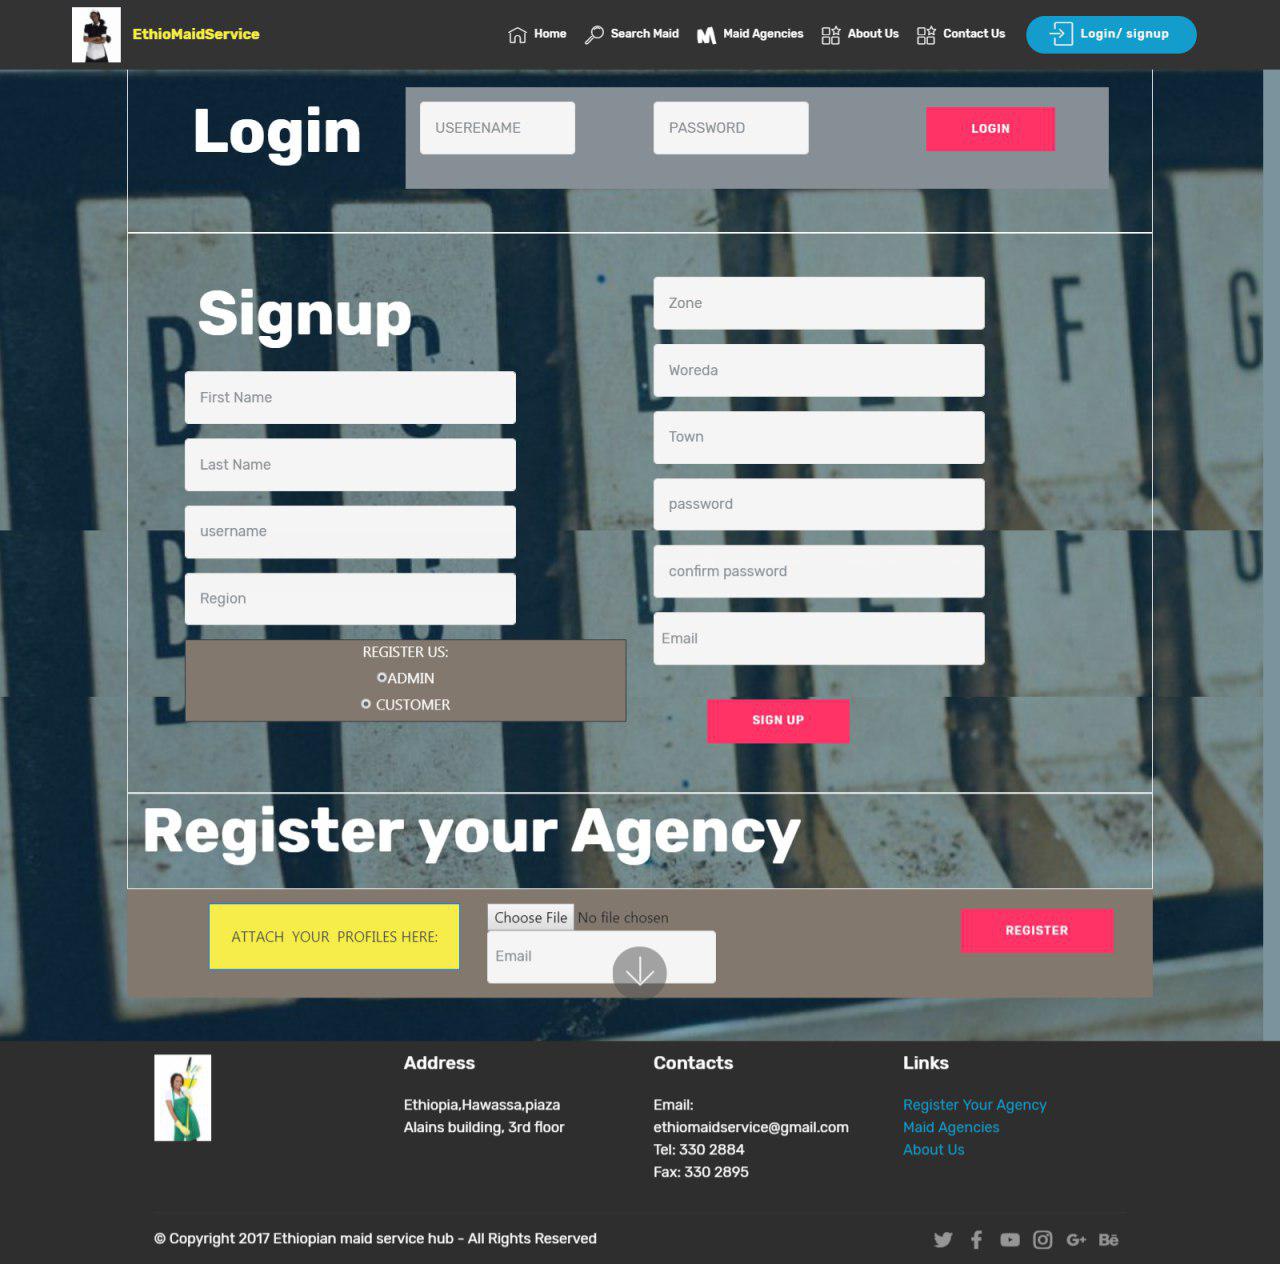 EthioMaidService
Home
Search Maid
Maid Agencies
About Us
Contact Us
Login/ signup
Login
USERENAME
PASSWORD
LOGIN
Signup
First Name
Last Name
username
Region
REGISTER US:
ADMIN
CUSTOMER
Zone
Woreda
Town
password
confirm password
Email
SIGN UP
B C D E F G
B C D E F G
Register your Agency
ATTACH YOUR PROFILES HERE:
Choose File No file chosen
Email
REGISTER
Address
Ethiopia,Hawassa,piaza
Alains building, 3rd floor
Contacts
Email:
ethiomaidservice@gmail.com
Tel: 330 2884
Fax: 330 2895
Links
Register Your Agency
Maid Agencies
About Us
© Copyright 2017 Ethiopian maid service hub - All Rights Reserved
G+
Bē